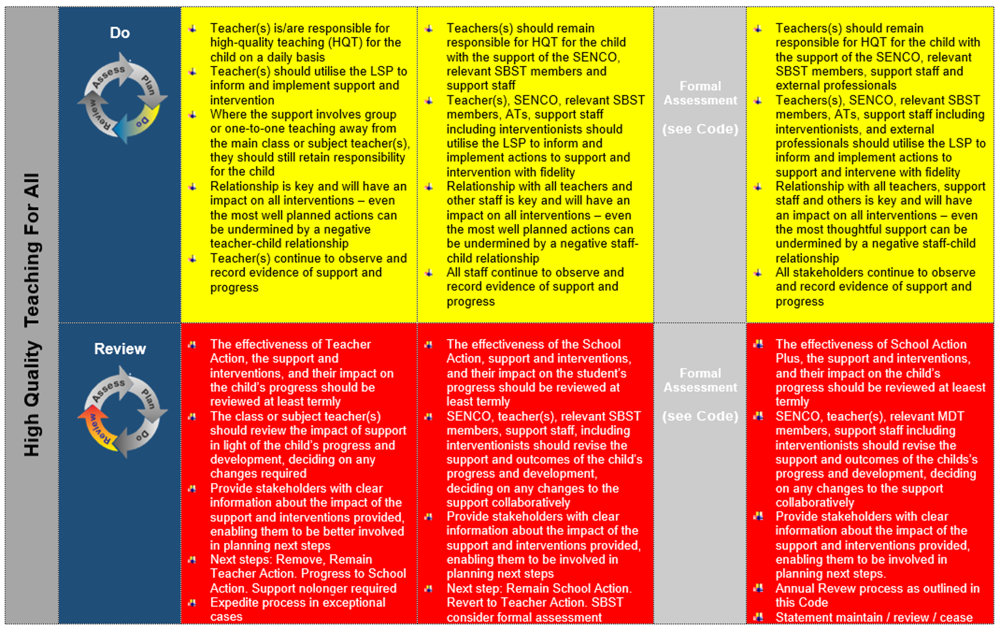 High Quality Teaching For All
Do
Assess
Plan
Do
Review
Teacher(s) is/are responsible for
high-quality teaching (HQT) for the
child on a daily basis
Teacher(s) should utilise the LSP to
inform and implement support and
intervention
Where the support involves group
or one-to-one teaching away from
the main class or subject teacher(s),
they should still retain responsibility
for the child
Relationship is key and will have an
impact on all interventions – even
the most well planned actions can
be undermined by a negative
teacher-child relationship
Teacher(s) continue to observe and
record evidence of support and
progress
Teachers(s) should remain
responsible for HQT for the child
with the support of the SENCO,
relevant SBST members and
support staff
Teacher(s), SENCO, relevant SBST
members, ATs, support staff
including interventionists should
utilise the LSP to inform and
implement actions to support and
intervention with fidelity
Relationship with all teachers and
other staff is key and will have an
impact on all interventions – even
the most well planned actions can
be undermined by a negative staff-
child relationship
All staff continue to observe and
record evidence of support and
progress
Formal
Assessment
(see Code)
Teachers(s) should remain
responsible for HQT for the child with
the support of the SENCO, relevant
SBST members, support staff and
external professionals
Teachers(s), SENCO, relevant SBST
members, ATs, support staff including
interventionists, and external
professionals should utilise the LSP to
inform and implement actions to
support and intervene with fidelity
Relationship with all teachers, support
staff and others is key and will have
an impact on all interventions – even
the most thoughtful support can be
undermined by a negative staff-child
relationship
All stakeholders continue to observe
and record evidence of support and
progress
Review
Assess
Plan
Do
Review
The effectiveness of Teacher
Action, the support and
interventions, and their impact on
the child's progress should be
reviewed at least termly
The class or subject teacher(s)
should review the impact of support
in light of the child's progress and
development, deciding on any
changes required
Provide stakeholders with clear
information about the impact of the
support and interventions provided,
enabling them to be better involved
in planning next steps
Next steps: Remove, Remain
Teacher Action. Progress to School
Action. Support nolonger required
Expedite process in exceptional
cases
The effectiveness of the School
Action, support and interventions,
and their impact on the student's
progress should be reviewed at
least termly
SENCO, teacher(s), relevant SBST
members, support staff, including
interventionists should revise the
support and outcomes of the child's
progress and development,
deciding on any changes to the
support collaboratively
Provide stakeholders with clear
information about the impact of the
support and interventions provided,
enabling them to be involved in
planning next steps
Next step: Remain School Action.
Revert to Teacher Action. SBST
consider formal assessment
Formal
Assessment
(see Code)
The effectiveness of School Action
Plus, the support and interventions,
and their impact on the child's
progress should be reviewed at leaest
termly
SENCO, teacher(s), relevant MDT
members, support staff including
interventionists should revise the
support and outcomes of the childs's
progress and development, deciding
on any changes to the support
collaboratively
Provide stakeholders with clear
information about the impact of the
support and interventions provided,
enabling them to be involved in
planning next steps.
Annual Revew process as outlined in
this Code
Statement maintain / review / cease